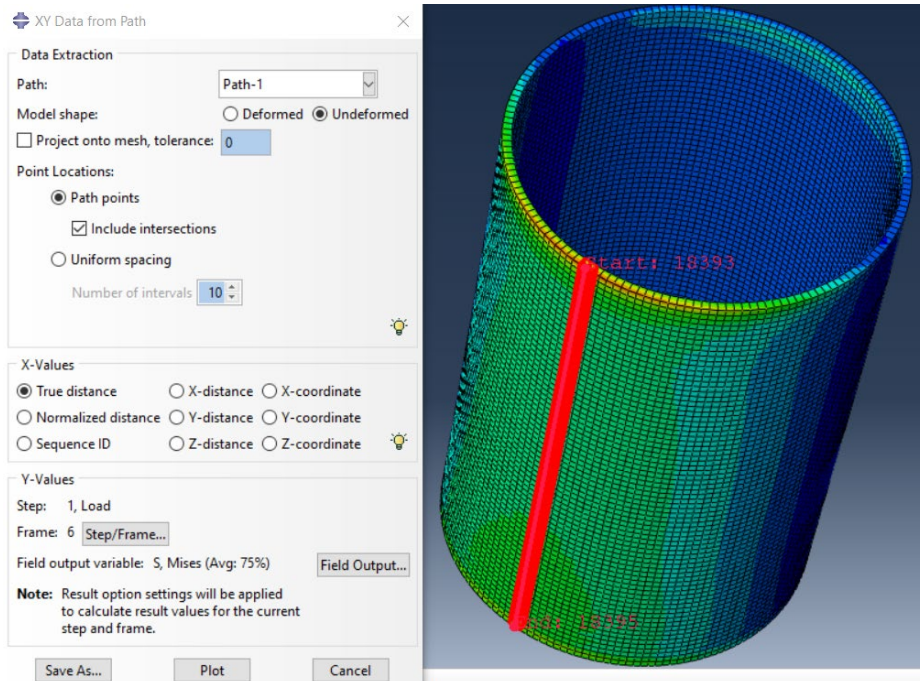 XY Data from Path
Data Extraction
Path: Path-1
Model shape: Deformed Undeformed
Project onto mesh, tolerance: 0
Point Locations:
Path points
Include intersections
Uniform spacing
Number of intervals 10
X-Values
True distance X-distance X-coordinate
Normalized distance Y-distance Y-coordinate
Sequence ID Z-distance Z-coordinate
Y-Values
Step: 1, Load
Frame: 6 Step/Frame...
Field output variable: S, Mises (Avg: 75%) Field Output...
Note: Result option settings will be applied
to calculate result values for the current
step and frame.
Save As... Plot Cancel
Start: 18393
End: 18395